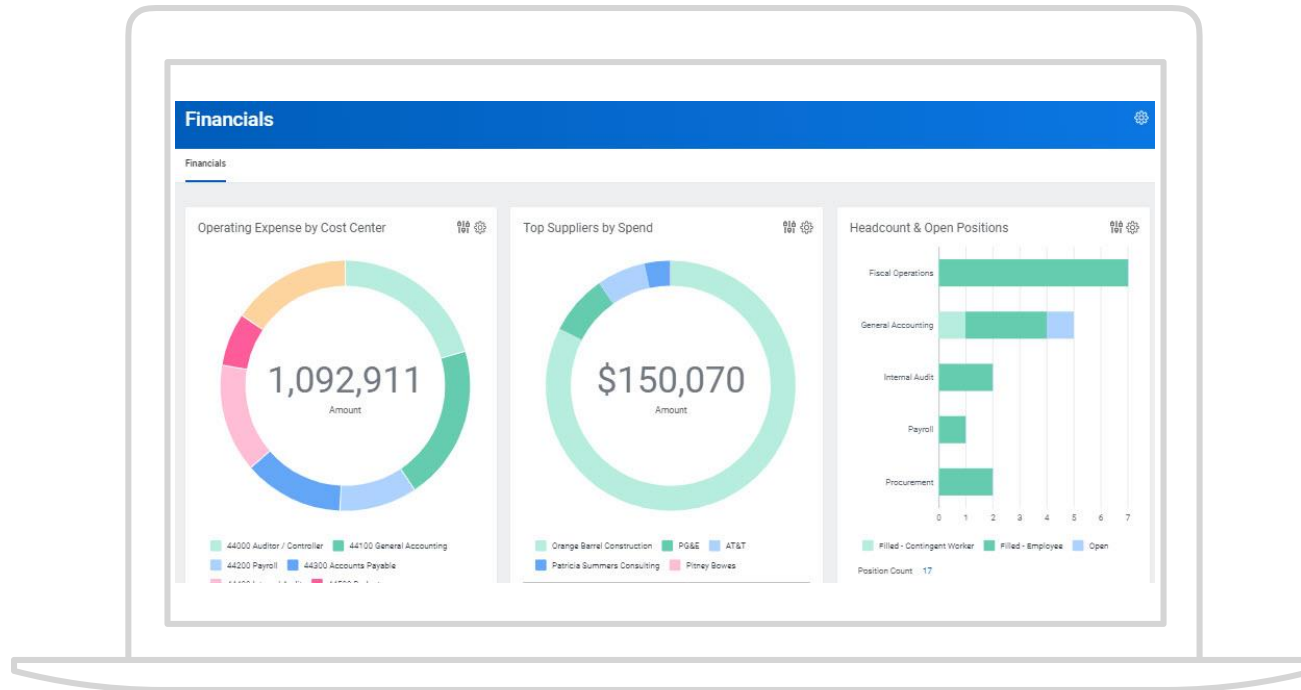 Financials
Financials
Operating Expense by Cost Center
1,092,911
Amount
44000 Auditor / Controller 44100 General Accounting
44200 Payroll 44300 Accounts Payable
Top Suppliers by Spend
$150,070
Amount
Orange Barrel Construction PG&E AT&T
Patricia Summers Consulting Pitney Bowes
Headcount & Open Positions
Fiscal Operations
General Accounting
Internal Audit
Payroll
Procurement
0 1 2 3 4 5 6 7
Filled - Contingent Worker Filled - Employee Open
Position Count 17